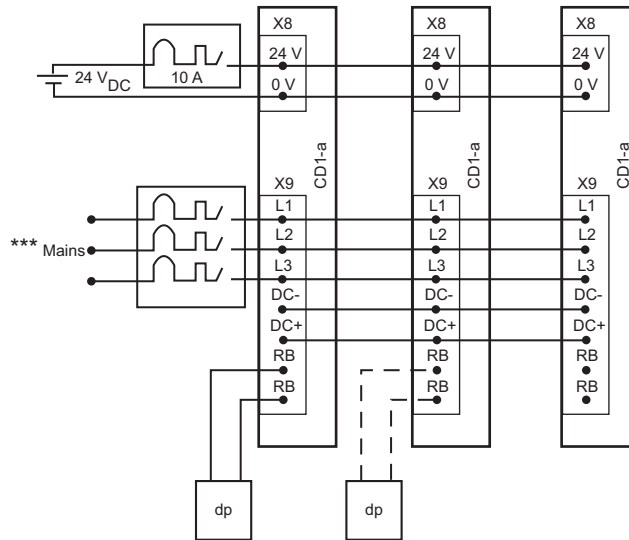 X8 X8 X8
24 V 24 V 24 V
24 V DC 10 A
0 V 0 V 0 V
CD1-a CD1-a CD1-a
X9 X9 X9
L1 L1 L1
L2 L2 L2
*** Mains
L3 L3 L3
DC- DC- DC-
DC+ DC+ DC+
RB RB RB
RB RB RB
dp dp